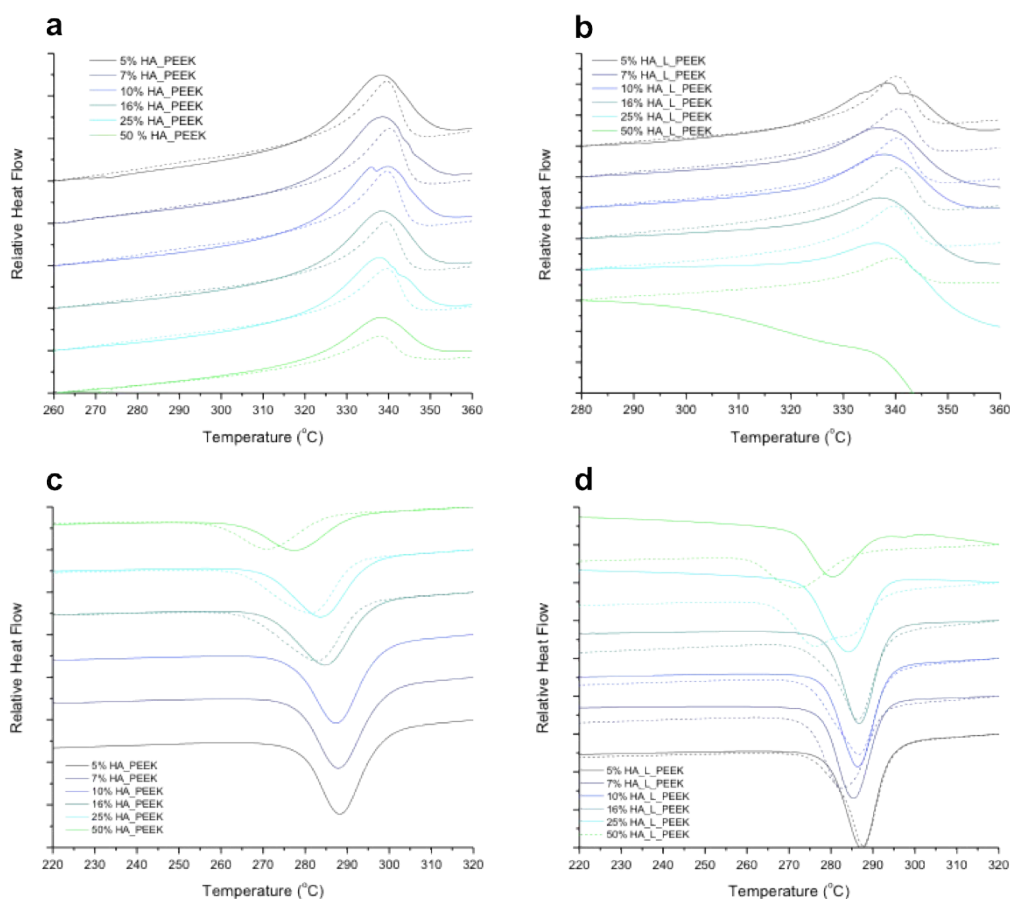 a
5% HA_PEEK
7% HA_PEEK
10% HA_PEEK
16% HA_PEEK
25% HA_PEEK
50 % HA_PEEK
Relative Heat Flow
260 270 280 290 300 310 320 330 340 350 360
Temperature (°C)
b
5% HA_L_PEEK
7% HA_L_PEEK
10% HA_L_PEEK
16% HA_L_PEEK
25% HA_L_PEEK
50% HA_L_PEEK
Relative Heat Flow
280 290 300 310 320 330 340 350 360
Temperature (°C)
c
5% HA_PEEK
7% HA_PEEK
10% HA_PEEK
16% HA_PEEK
25% HA_PEEK
50% HA_PEEK
Relative Heat Flow
220 230 240 250 260 270 280 290 300 310 320
Temperature (°C)
d
5% HA_L_PEEK
7% HA_L_PEEK
10% HA_L_PEEK
16% HA_L_PEEK
25% HA_L_PEEK
50% HA_L_PEEK
Relative Heat Flow
220 230 240 250 260 270 280 290 300 310 320
Temperature (°C)